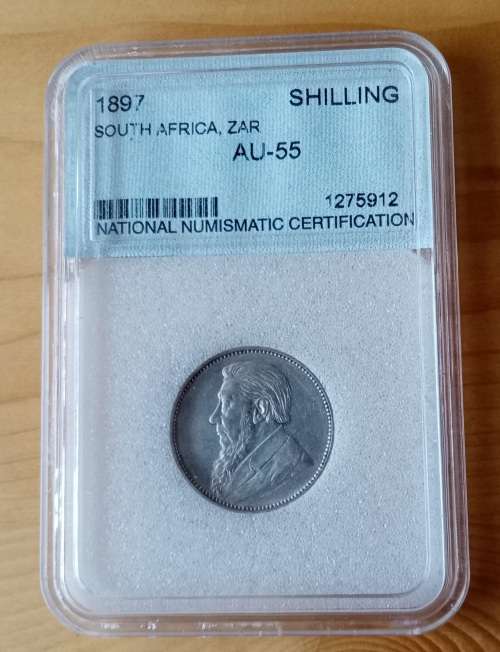 1897 SHILLING
SOUTH AFRICA, ZAR
AU-55
1275912
NATIONAL NUMISMATIC CERTIFICATION